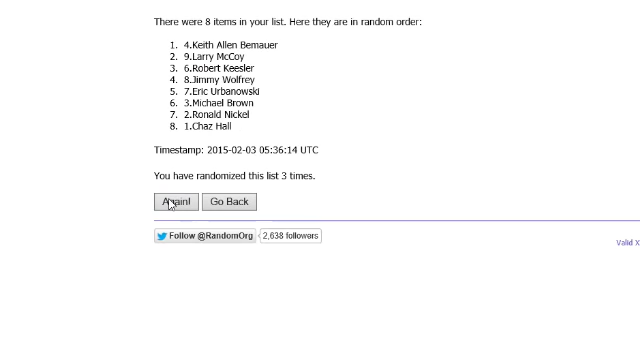 There were 8 items in your list. Here they are in random order:
1. 4.Keith Allen Bemauer
2. 9.Larry McCoy
3. 6.Robert Keesler
4. 8.Jimmy Wolfrey
5. 7.Eric Urbanowski
6. 3.Michael Brown
7. 2.Ronald Nickel
8. 1.Chaz Hall
Timestamp: 2015-02-03 05:36:14 UTC
You have randomized this list 3 times.
Again! Go Back
Follow @RandomOrg 2,638 followers
Valid X